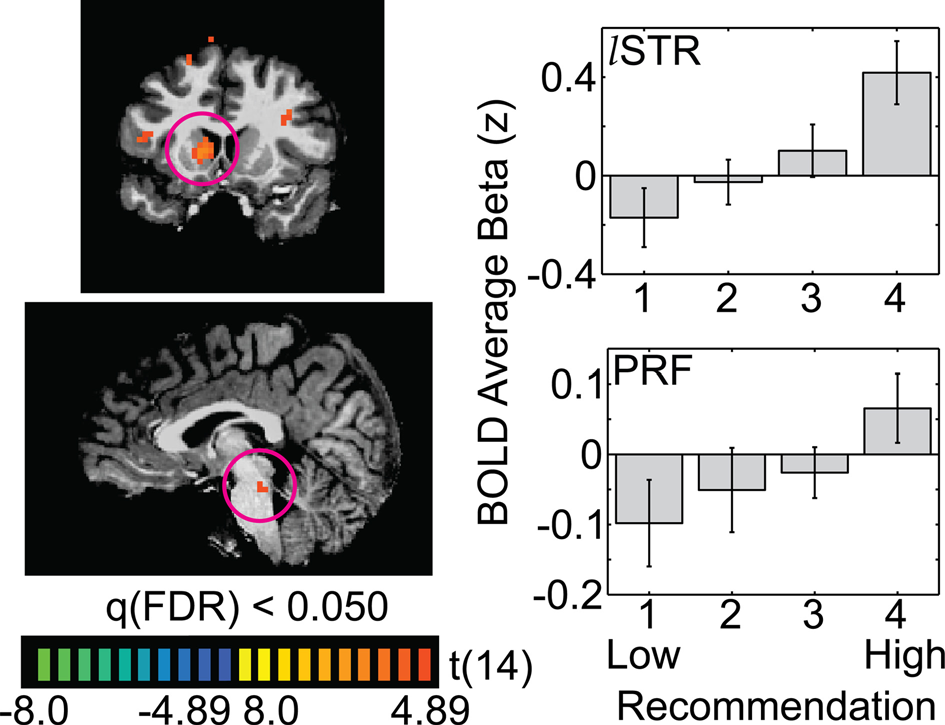 lSTR
0.4
0
-0.4
1 2 3 4
BOLD Average Beta (z)
PRF
0.1
0
-0.1
-0.2
1 2 3 4
Low High
Recommendation
q(FDR) < 0.050
t(14)
-8.0 -4.89 8.0 4.89